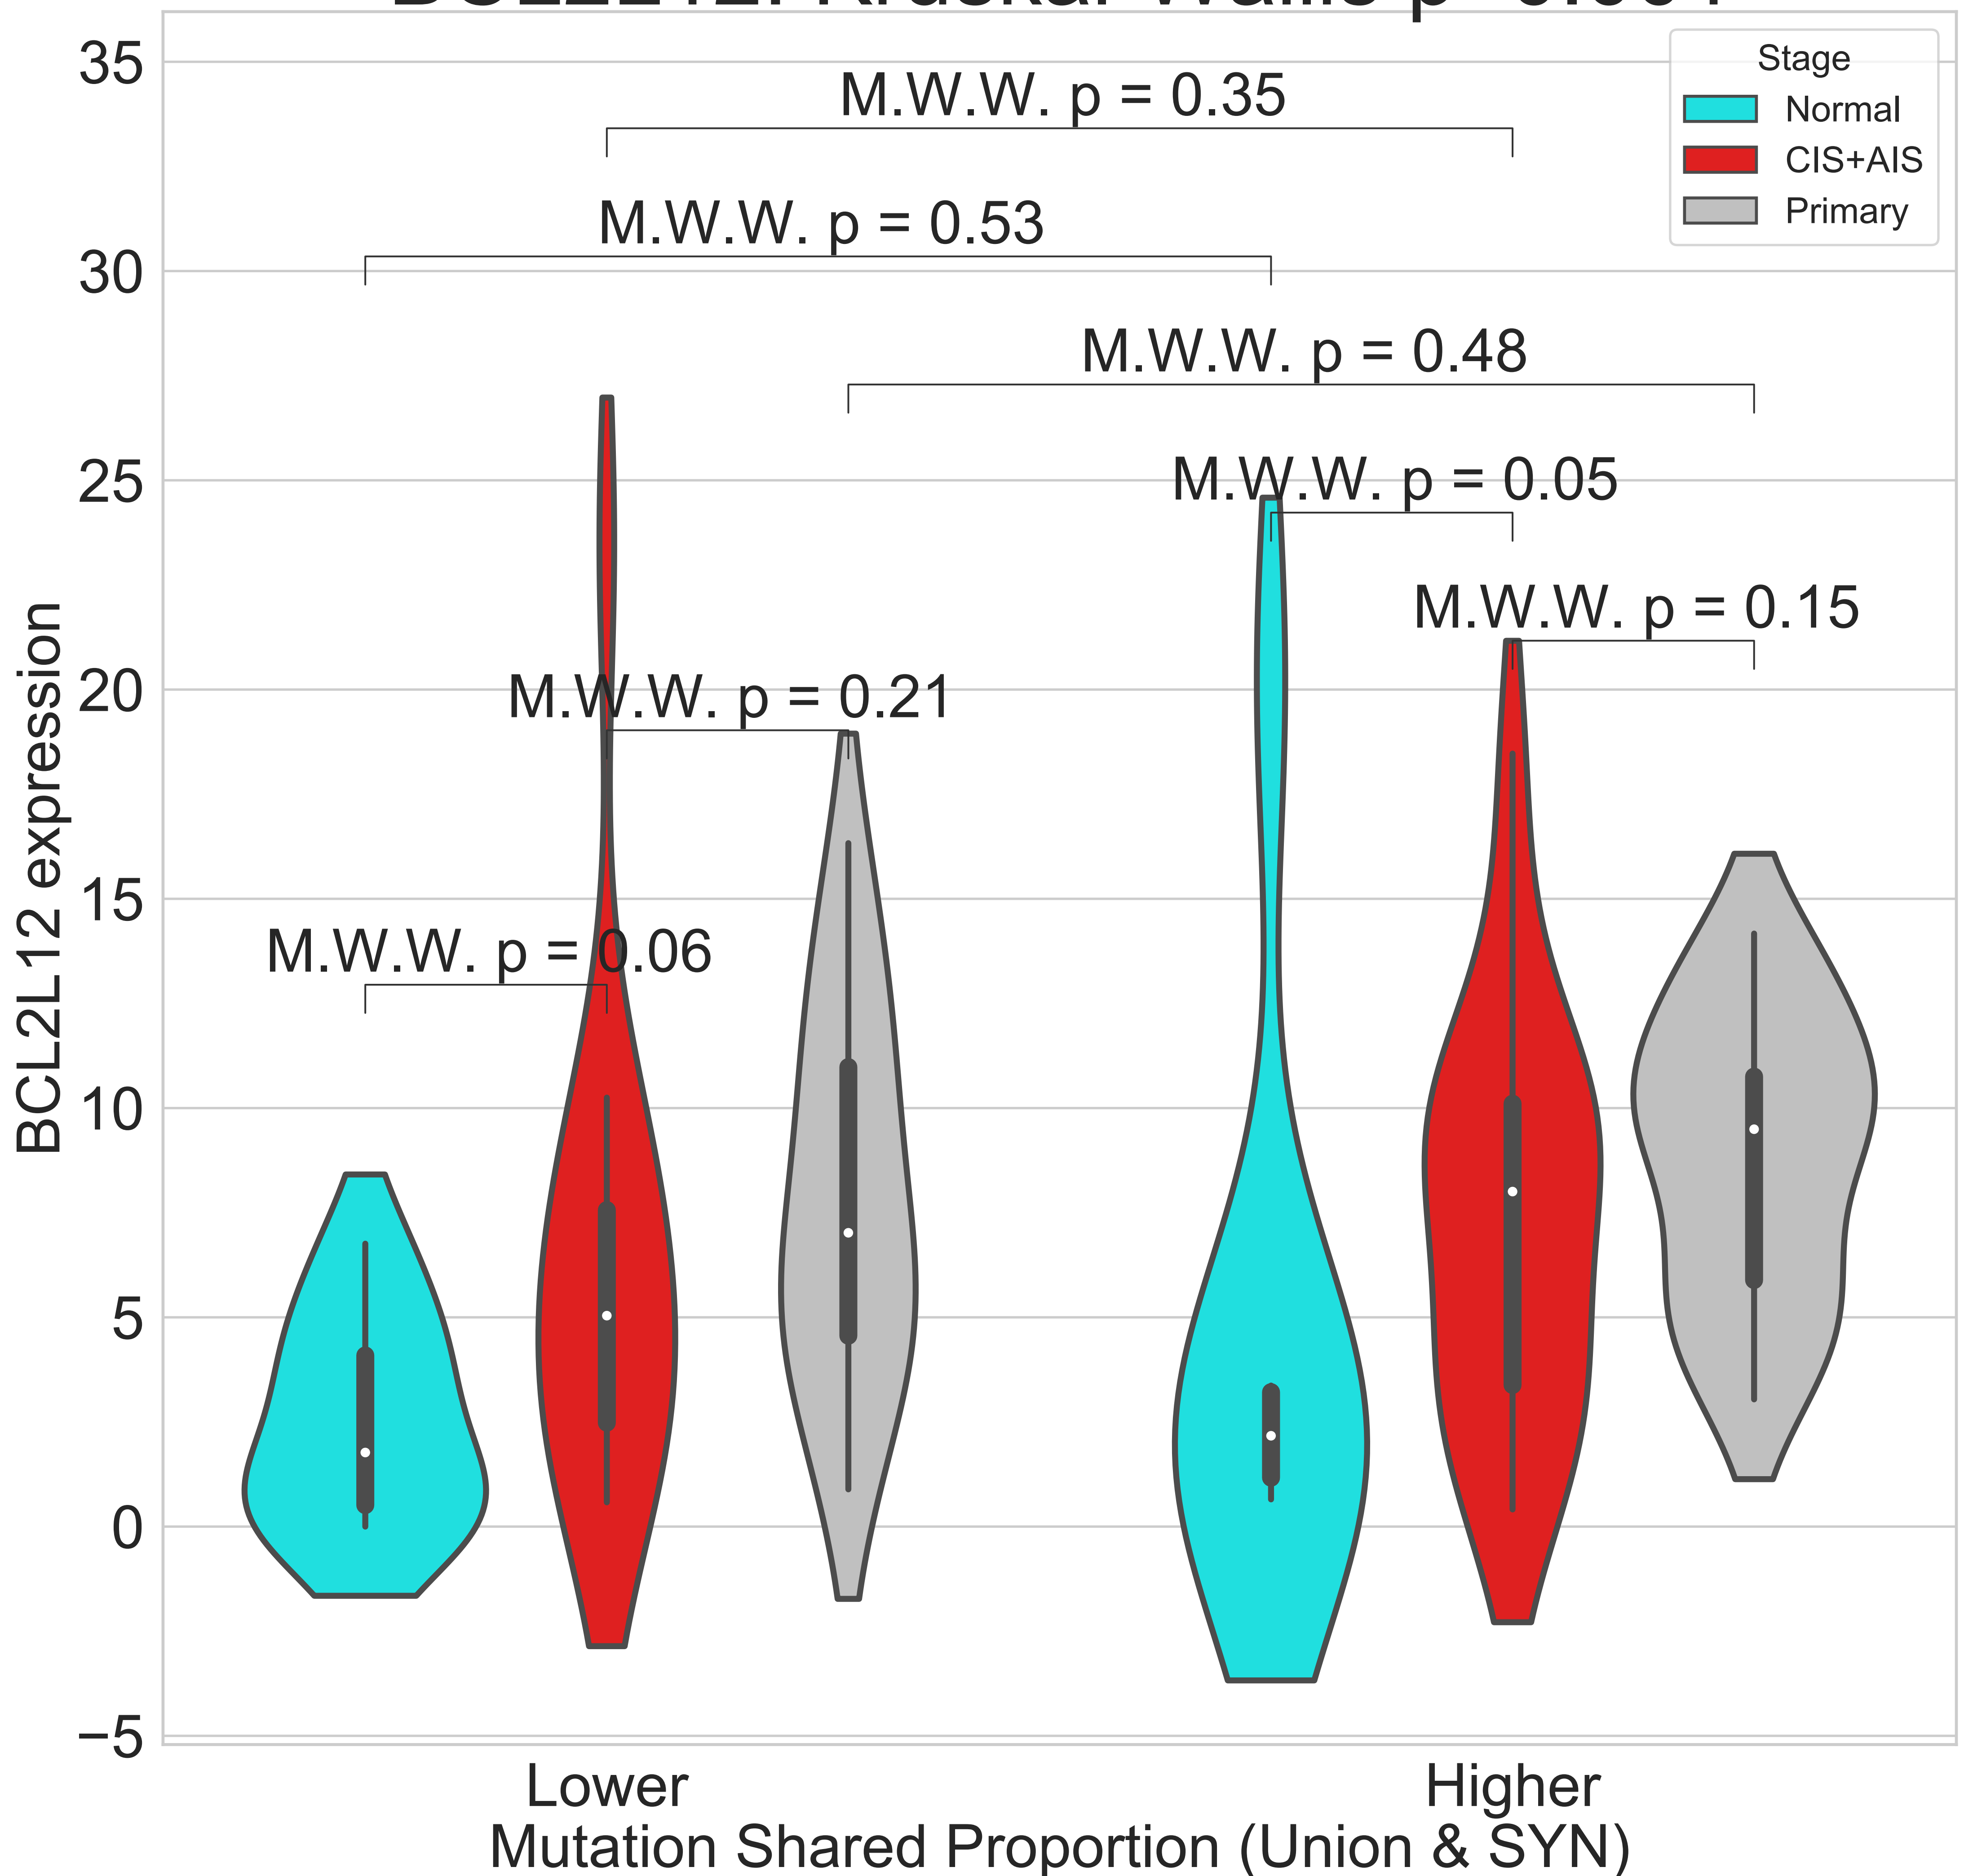 35
Stage
Normal
CIS+AIS
Primary
M.W.W. p = 0.35
M.W.W. p = 0.53
30
M.W.W. p = 0.48
25
M.W.W. p = 0.05
M.W.W. p = 0.15
20
M.W.W. p = 0.21
15
M.W.W. p = 0.06
BCL2L12 expression
10
5
0
−5
Lower
Higher
Mutation Shared Proportion (Union & SYN)